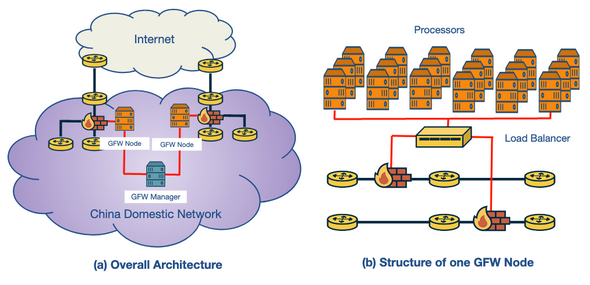 Internet
GFW Node
GFW Node
GFW Manager
China Domestic Network
(a) Overall Architecture
Processors
Load Balancer
(b) Structure of one GFW Node